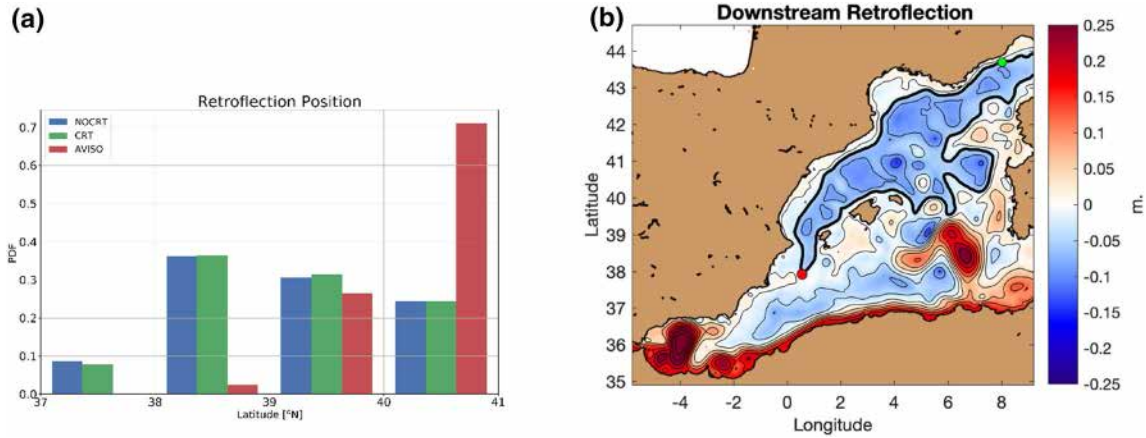 (a)
Retroflection Position
NOCRT
CRT
AVISO
0.7
0.6
0.5
0.4
0.3
0.2
0.1
0.0
PDF
37 38 39 40 41
Latitude [°N]
(b)
Downstream Retroflection
44
43
42
41
40
39
38
37
36
35
Latitude
-4 -2 0 2 4 6 8
Longitude
0.25
0.2
0.15
0.1
0.05
0
-0.05
-0.1
-0.15
-0.2
-0.25
m.